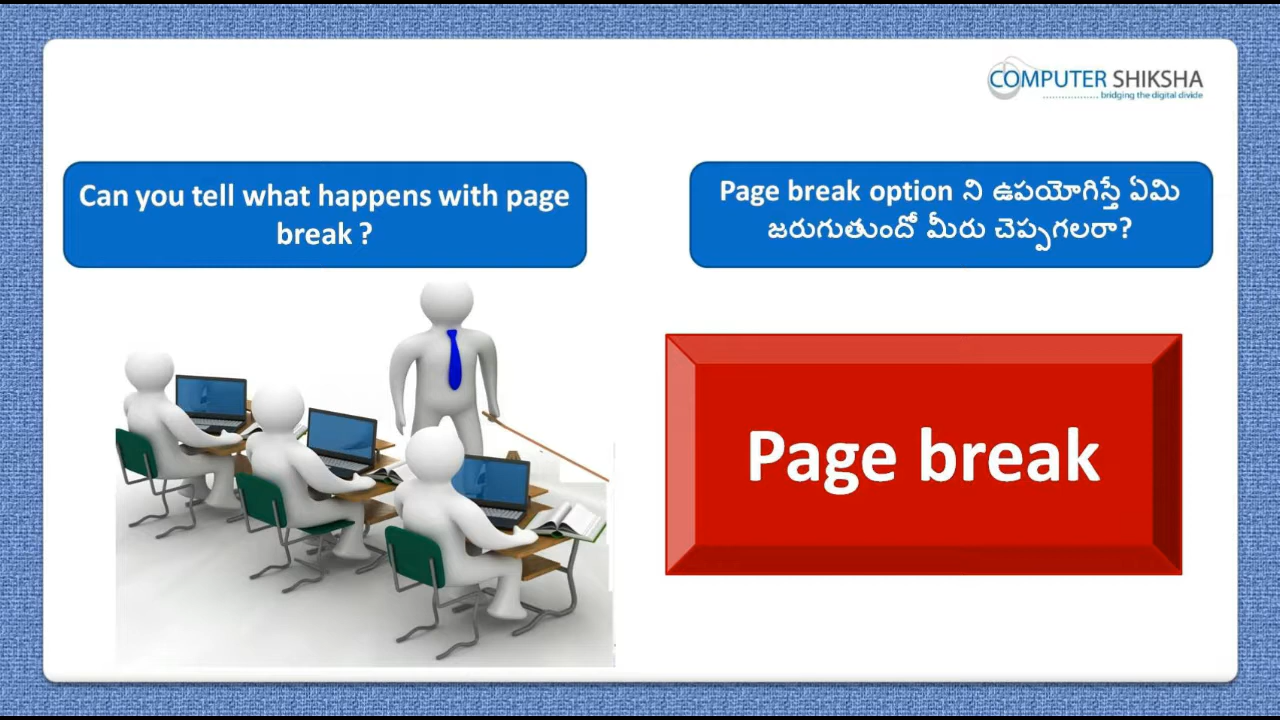 COMPUTER SHIKSHA
.................. bridging the digital divide
Can you tell what happens with page
break ?
Page break option ని ఉపయోగిస్తే ఏమి
జరుగుతుందో మీరు చెప్పగలరా?
Page break